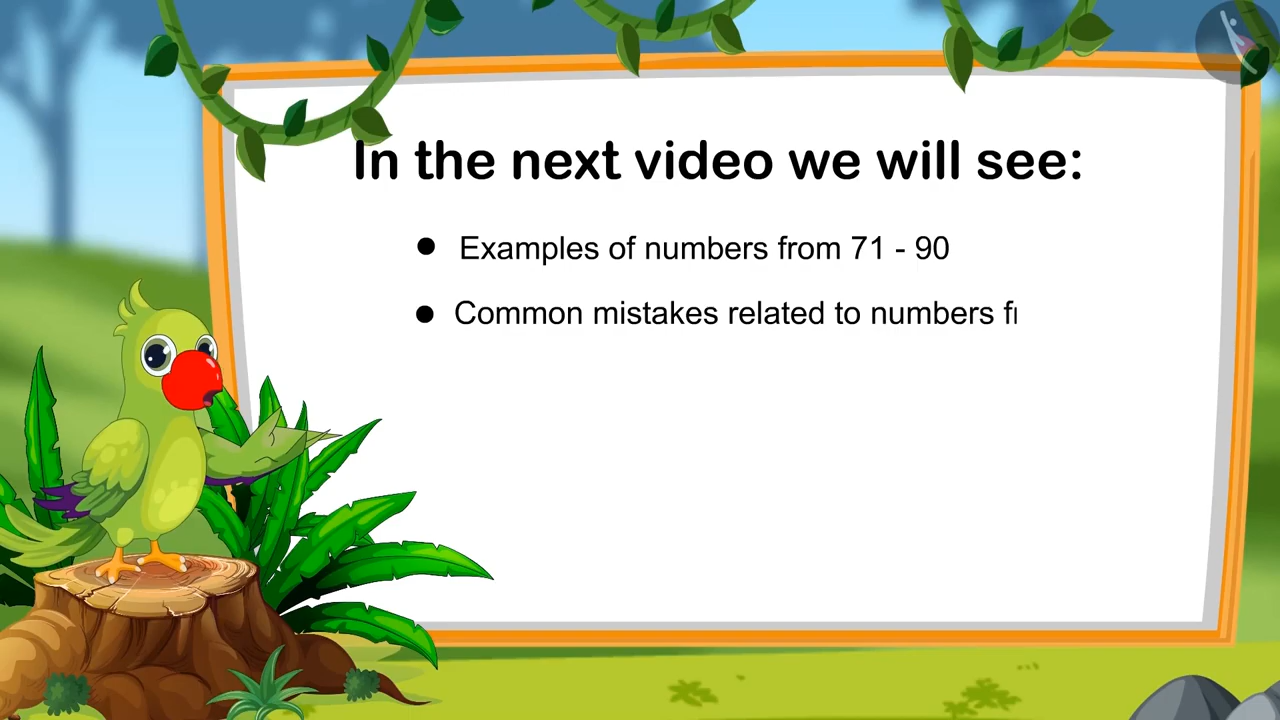 In the next video we will see:
● Examples of numbers from 71 - 90
● Common mistakes related to numbers